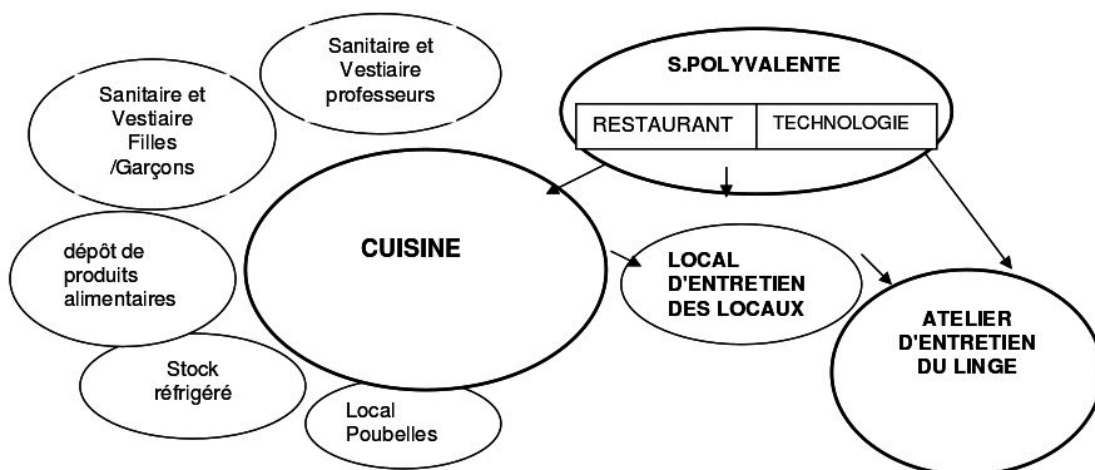 Sanitaire et
Vestiaire
professeurs
S.POLYVALENTE
RESTAURANT
TECHNOLOGIE
Sanitaire et
Vestiaire
Filles
/Garçons
CUISINE
dépôt de
produits
alimentaires
LOCAL
D'ENTRETIEN
DES LOCAUX
ATELIER
D'ENTRETIEN
DU LINGE
Stock
réfrigéré
Local
Poubelles